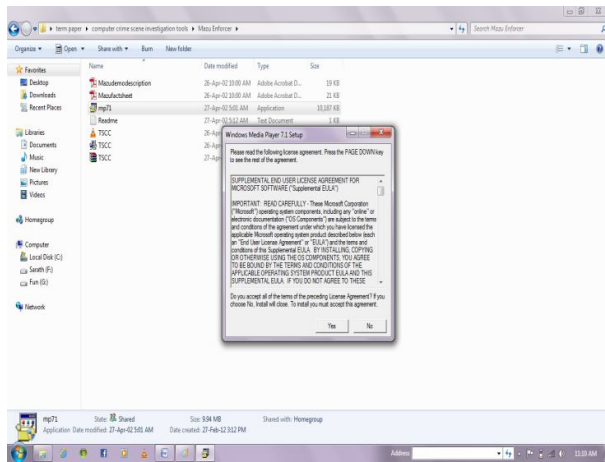 term paper ▸ computer crime scene investigation tools ▸ Mazu Enforcer ▸
Search Mazu Enforcer
Organize ▾ Open ▾ Share with ▾ Burn New folder
Favorites
Desktop
Downloads
Recent Places
Libraries
Documents
Music
New Library
Pictures
Videos
Homegroup
Computer
Local Disk (C:)
Sarath (F:)
Fun (G:)
Network
Name Date modified Type Size
Mazudemodescription 26-Apr-02 10:00 AM Adobe Acrobat D... 19 KB
Mazufactsheet 26-Apr-02 10:00 AM Adobe Acrobat D... 21 KB
mp71 27-Apr-02 5:01 AM Application 10,187 KB
Readme 27-Apr-02 5:12 AM Text Document 1 KB
TSCC 26-Apr
TSCC 26-Apr
TSCC 27-Apr
Windows Media Player 7.1 Setup
Please read the following license agreement. Press the PAGE DOWN key
to see the rest of the agreement.
SUPPLEMENTAL END USER LICENSE AGREEMENT FOR
MICROSOFT SOFTWARE ("Supplemental EULA")
IMPORTANT: READ CAREFULLY - These Microsoft Corporation
("Microsoft") operating system components, including any "online" or
electronic documentation ("OS Components") are subject to the terms
and conditions of the agreement under which you have licensed the
applicable Microsoft operating system product described below (each
an "End User License Agreement" or "EULA") and the terms and
conditions of this Supplemental EULA. BY INSTALLING, COPYING
OR OTHERWISE USING THE OS COMPONENTS, YOU AGREE
TO BE BOUND BY THE TERMS AND CONDITIONS OF THE
APPLICABLE OPERATING SYSTEM PRODUCT EULA AND THIS
SUPPLEMENTAL EULA. IF YOU DO NOT AGREE TO THESE
Do you accept all of the terms of the preceding License Agreement? If you
choose No, Install will close. To install you must accept this agreement.
Yes No
mp71 State: Shared Size: 9.94 MB Shared with: Homegroup
Application Date modified: 27-Apr-02 5:01 AM Date created: 27-Feb-12 3:12 PM
Address
11:10 AM